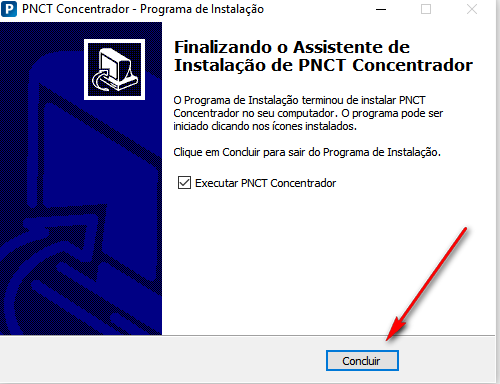 P PNCT Concentrador - Programa de Instalação
Finalizando o Assistente de
Instalação de PNCT Concentrador
O Programa de Instalação terminou de instalar PNCT
Concentrador no seu computador. O programa pode ser
iniciado clicando nos ícones instalados.
Clique em Concluir para sair do Programa de Instalação.
Executar PNCT Concentrador
Concluir